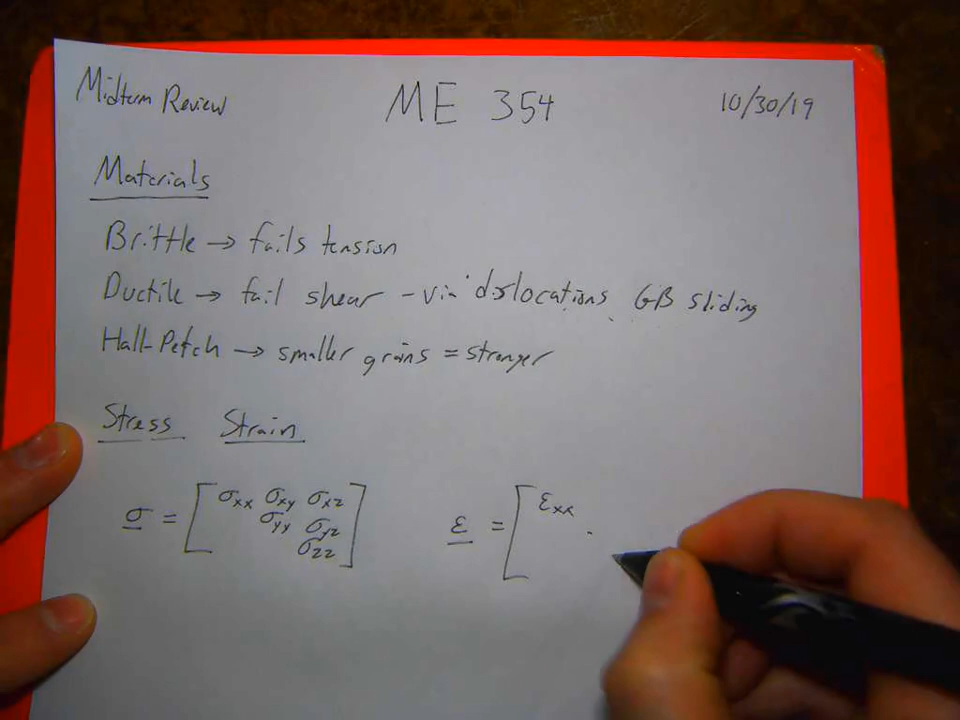 Midterm Review ME 354 10/30/19
Materials
Brittle → fails tension
Ductile → fail shear - via dislocations, GB sliding
Hall-Petch → smaller grains = stronger
Stress Strain
σ = [ σxx σxy σxz
σyy σyz
σzz ]
ε = [ εxx